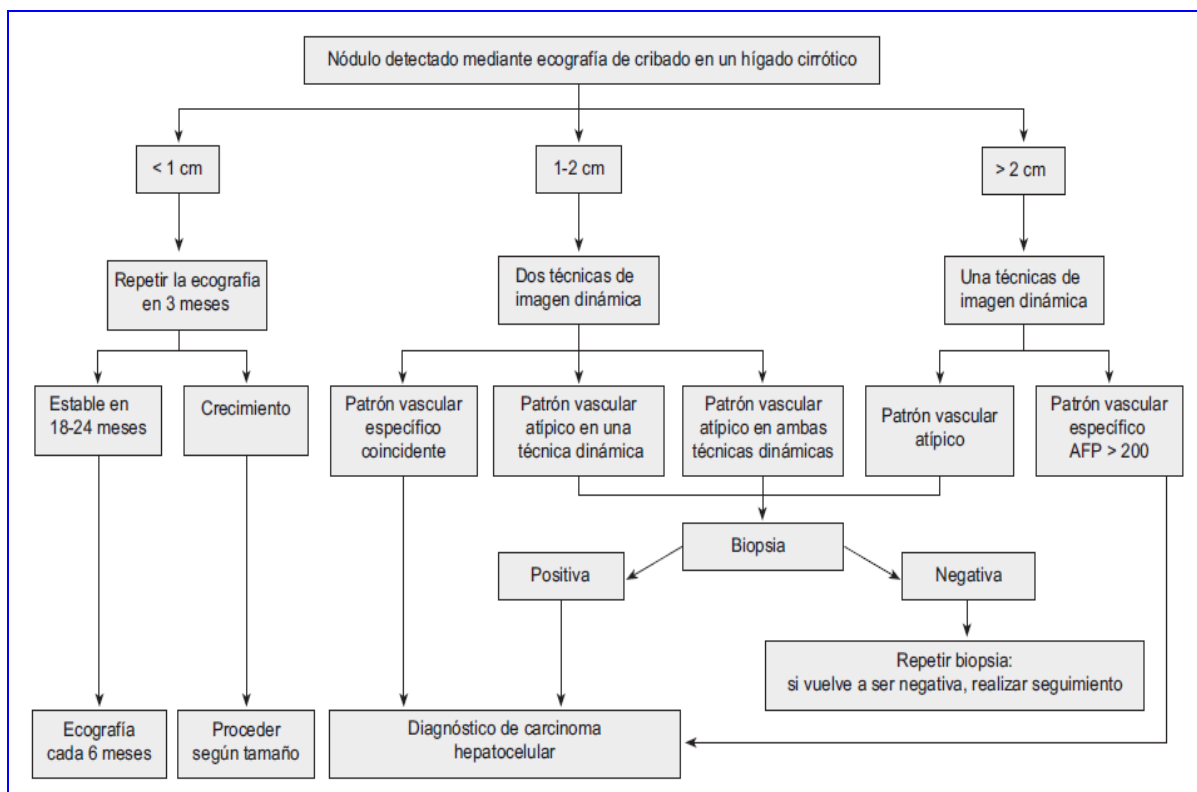 Nódulo detectado mediante ecografía de cribado en un hígado cirrótico
< 1 cm
1-2 cm
> 2 cm
Repetir la ecografia
en 3 meses
Dos técnicas de
imagen dinámica
Una técnicas de
imagen dinámica
Estable en
18-24 meses
Crecimiento
Patrón vascular
específico
coincidente
Patrón vascular
atípico en una
técnica dinámica
Patrón vascular
atípico en ambas
técnicas dinámicas
Patrón vascular
atípico
Patrón vascular
específico
AFP > 200
Biopsia
Positiva
Negativa
Repetir biopsia:
si vuelve a ser negativa, realizar seguimiento
Ecografía
cada 6 meses
Proceder
según tamaño
Diagnóstico de carcinoma
hepatocelular